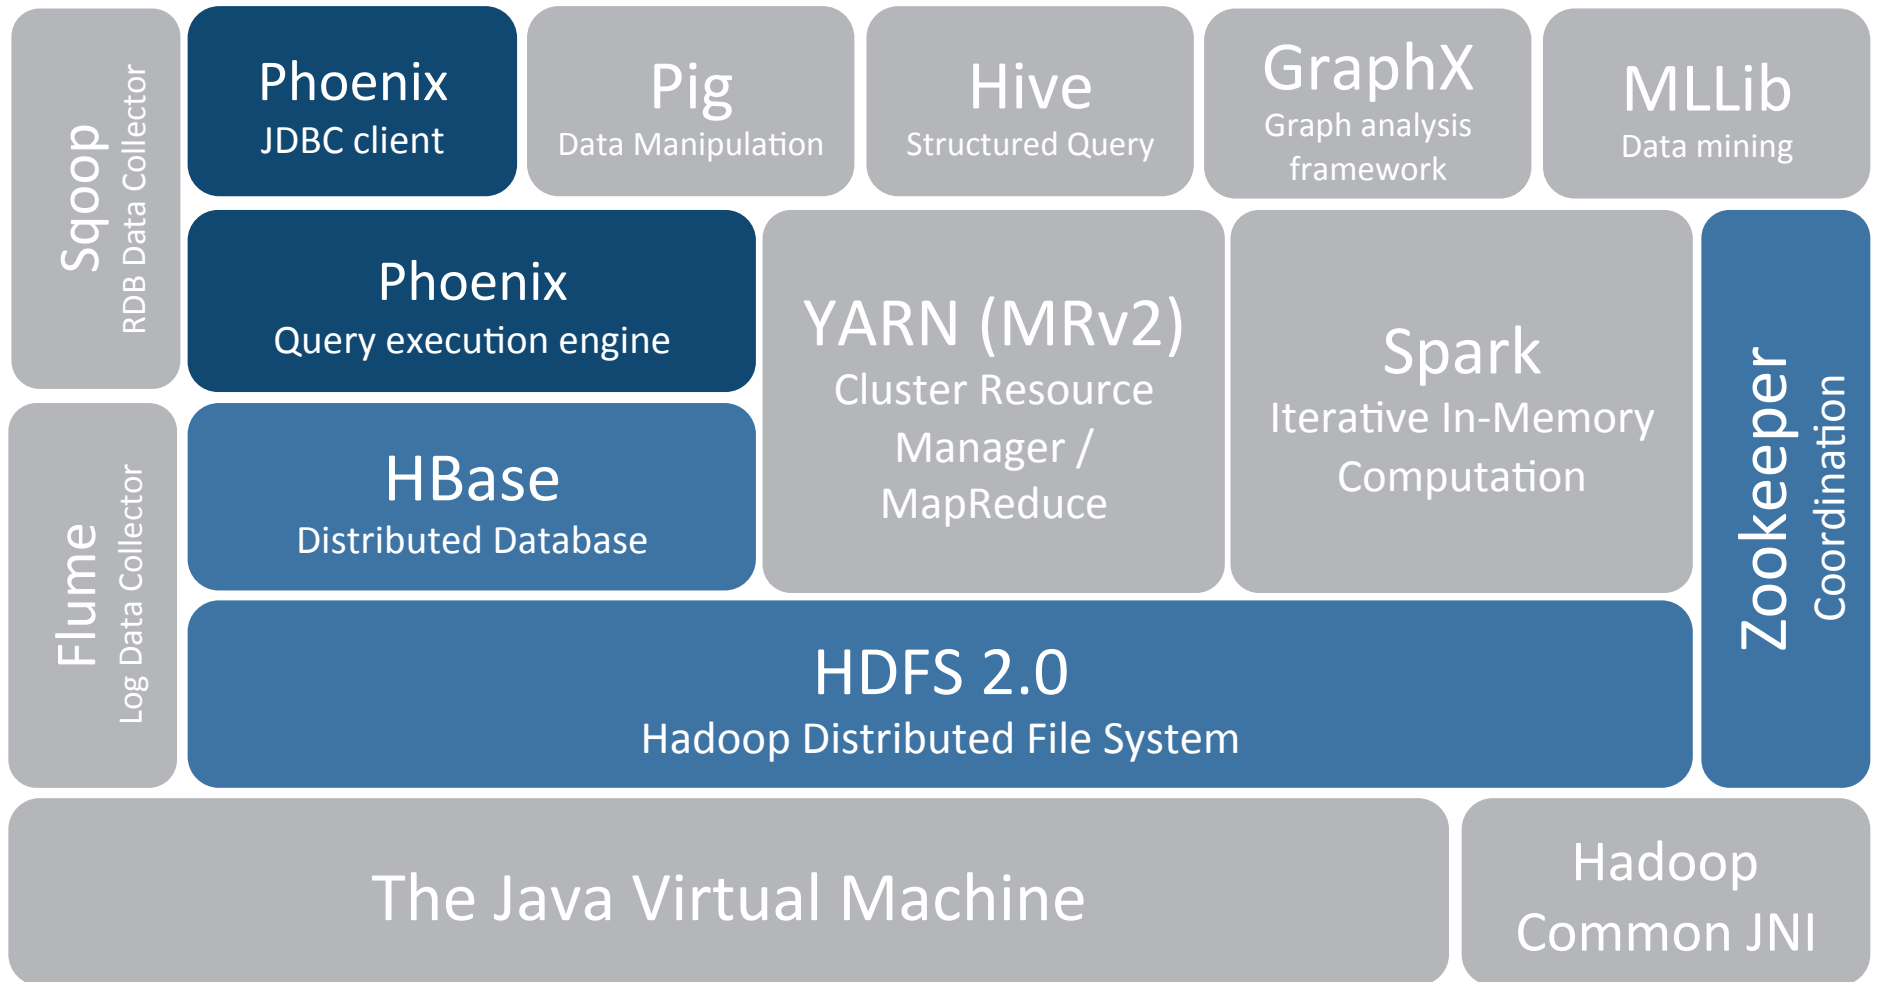 Sqoop
RDB Data Collector
Phoenix
JDBC client
Pig
Data Manipulation
Hive
Structured Query
GraphX
Graph analysis
framework
MLLib
Data mining
Phoenix
Query execution engine
YARN (MRv2)
Cluster Resource
Manager /
MapReduce
Spark
Iterative In-Memory
Computation
Zookeeper
Coordination
Flume
Log Data Collector
HBase
Distributed Database
HDFS 2.0
Hadoop Distributed File System
The Java Virtual Machine
Hadoop
Common JNI